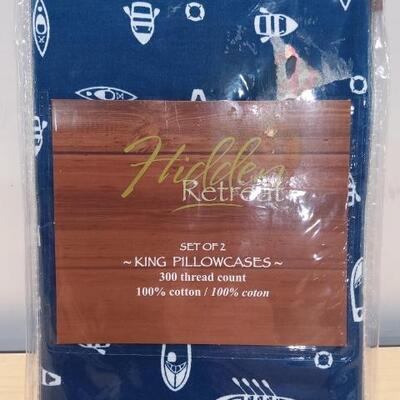 Hidden
Retreat
SET OF 2
~ KING PILLOWCASES ~
300 thread count
100% cotton / 100% coton